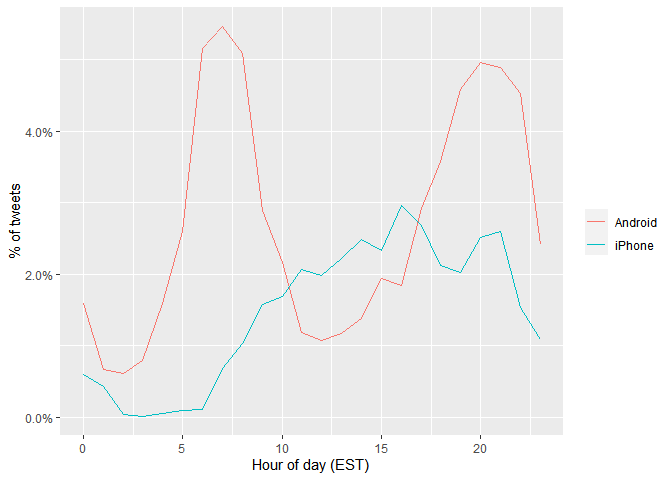 4.0%
2.0%
0.0%
% of tweets
0 5 10 15 20
Hour of day (EST)
Android
iPhone